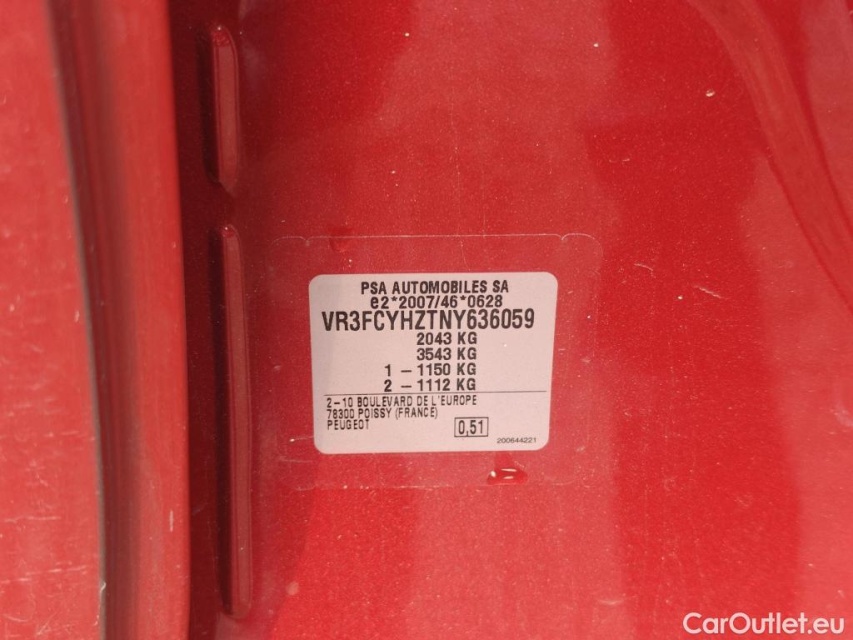 PSA AUTOMOBILES SA
e2*2007/46*0628
VR3FCYHZTNY636059
2043 KG
3543 KG
1 - 1150 KG
2 - 1112 KG
2-10 BOULEVARD DE L'EUROPE
78300 POISSY (FRANCE)
PEUGEOT
0,51
200644221
CarOutlet.eu